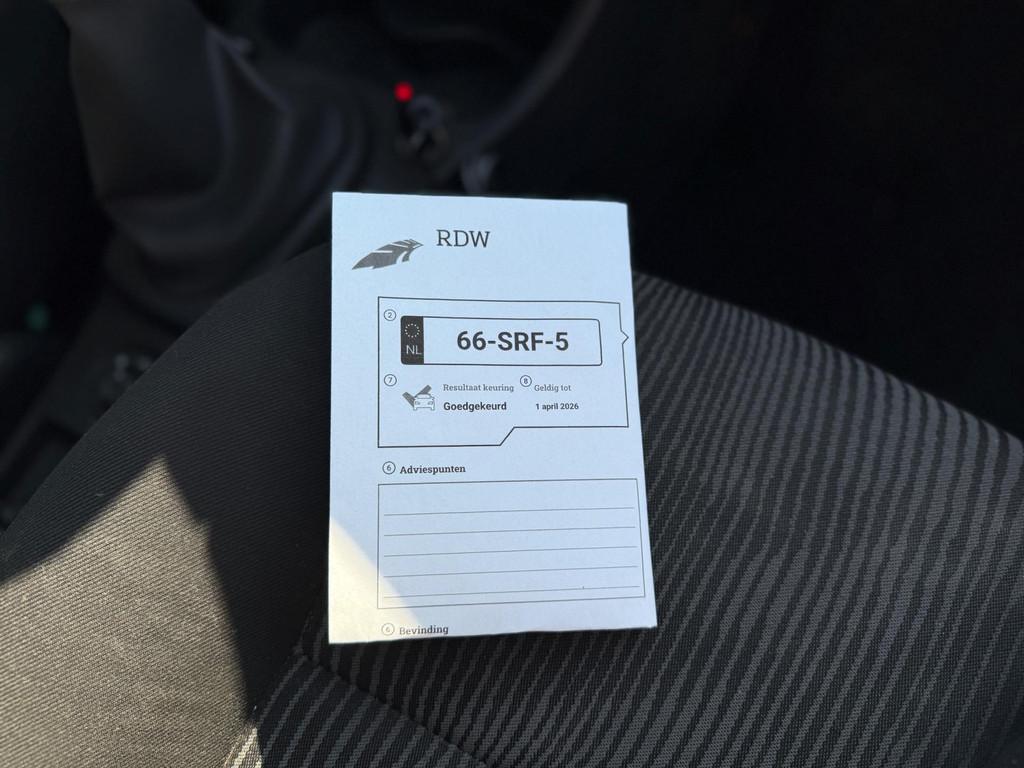 RDW
2
NL 66-SRF-5
7 Resultaat keuring 8 Geldig tot
Goedgekeurd 1 april 2026
6 Adviespunten
6 Bevinding